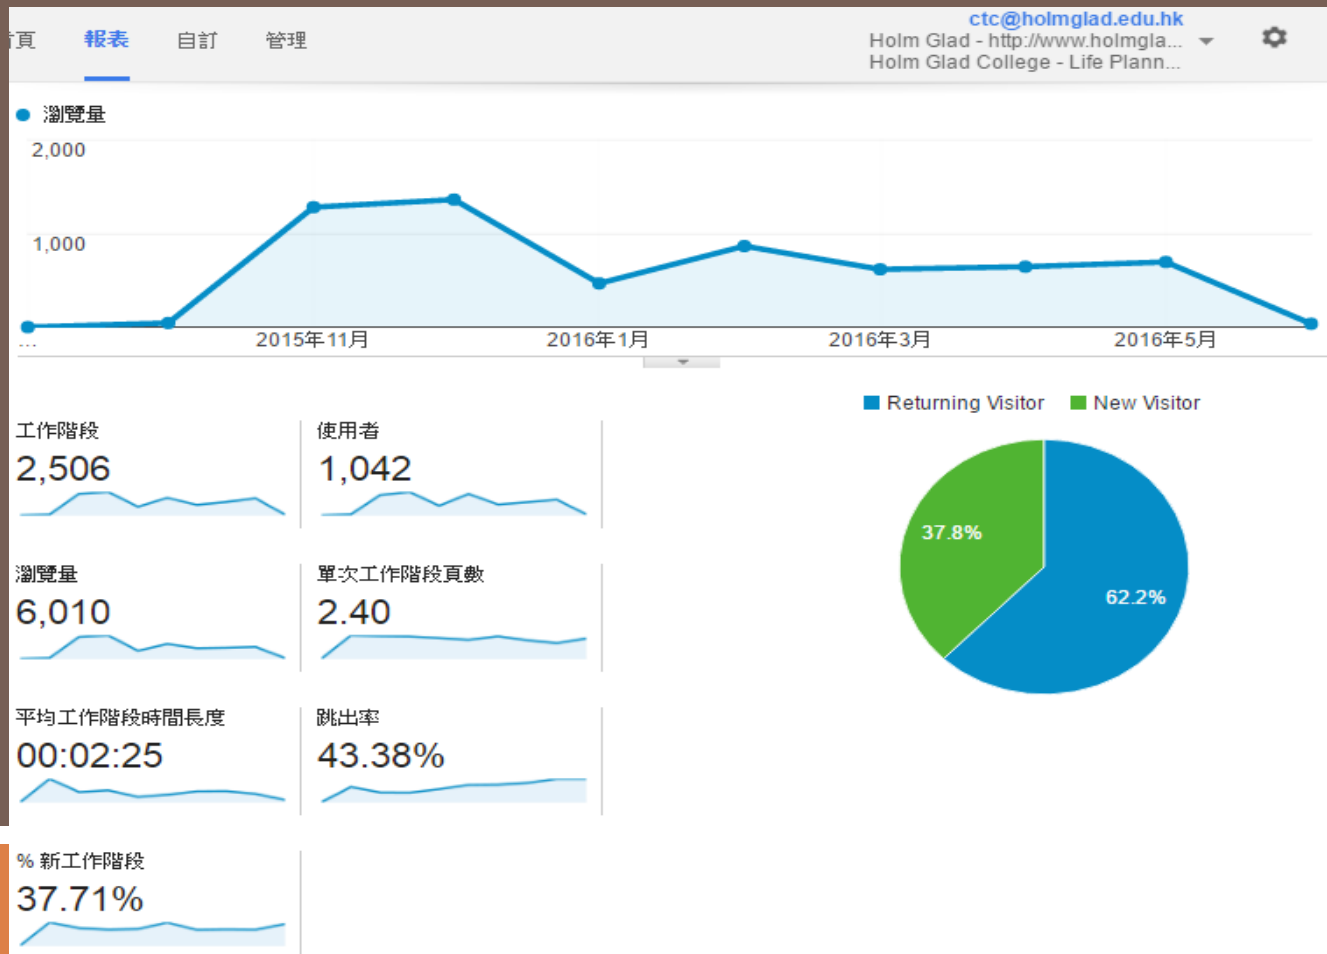 ctc@holmglad.edu.hk
頁 報表 自訂 管理
Holm Glad - http://www.holmgla...
Holm Glad College - Life Plann...
瀏覽量
2,000
1,000
...
2015年11月
2016年1月
2016年3月
2016年5月
Returning Visitor
New Visitor
工作階段
2,506
使用者
1,042
瀏覽量
6,010
單次工作階段頁數
2.40
37.8%
62.2%
平均工作階段時間長度
00:02:25
跳出率
43.38%
% 新工作階段
37.71%